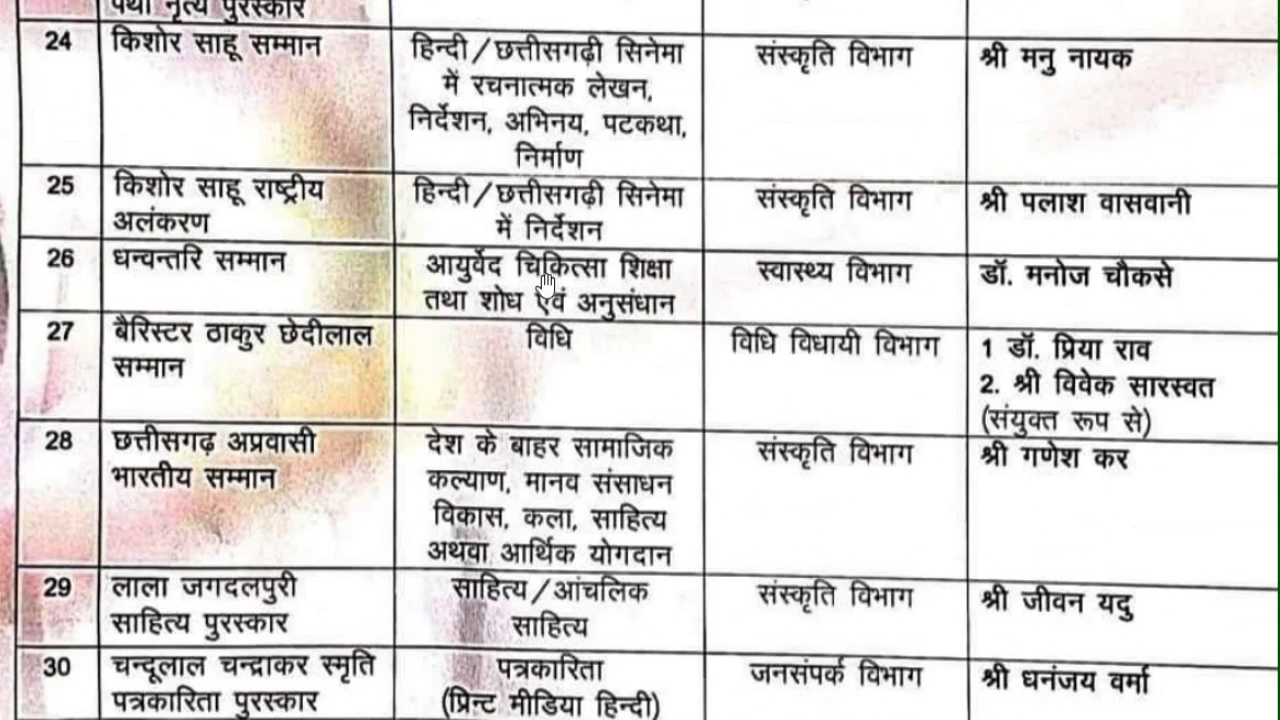 पंथी नृत्य पुरस्कार
24 किशोर साहू सम्मान हिन्दी/छत्तीसगढ़ी सिनेमा संस्कृति विभाग श्री मनु नायक
में रचनात्मक लेखन,
निर्देशन, अभिनय, पटकथा,
निर्माण
25 किशोर साहू राष्ट्रीय हिन्दी/छत्तीसगढ़ी सिनेमा संस्कृति विभाग श्री पलाश वासवानी
अलंकरण में निर्देशन
26 धन्वन्तरि सम्मान आयुर्वेद चिकित्सा शिक्षा स्वास्थ्य विभाग डॉ. मनोज चौकसे
तथा शोध एवं अनुसंधान
27 बैरिस्टर ठाकुर छेदीलाल विधि विधि विधायी विभाग 1 डॉ. प्रिया राव
सम्मान 2. श्री विवेक सारस्वत
(संयुक्त रूप से)
28 छत्तीसगढ़ अप्रवासी देश के बाहर सामाजिक संस्कृति विभाग श्री गणेश कर
भारतीय सम्मान कल्याण, मानव संसाधन
विकास, कला, साहित्य
अथवा आर्थिक योगदान
29 लाला जगदलपुरी साहित्य/आंचलिक संस्कृति विभाग श्री जीवन यदु
साहित्य पुरस्कार साहित्य
30 चन्दूलाल चन्द्राकर स्मृति पत्रकारिता जनसंपर्क विभाग श्री धनंजय वर्मा
पत्रकारिता पुरस्कार (प्रिन्ट मीडिया हिन्दी)